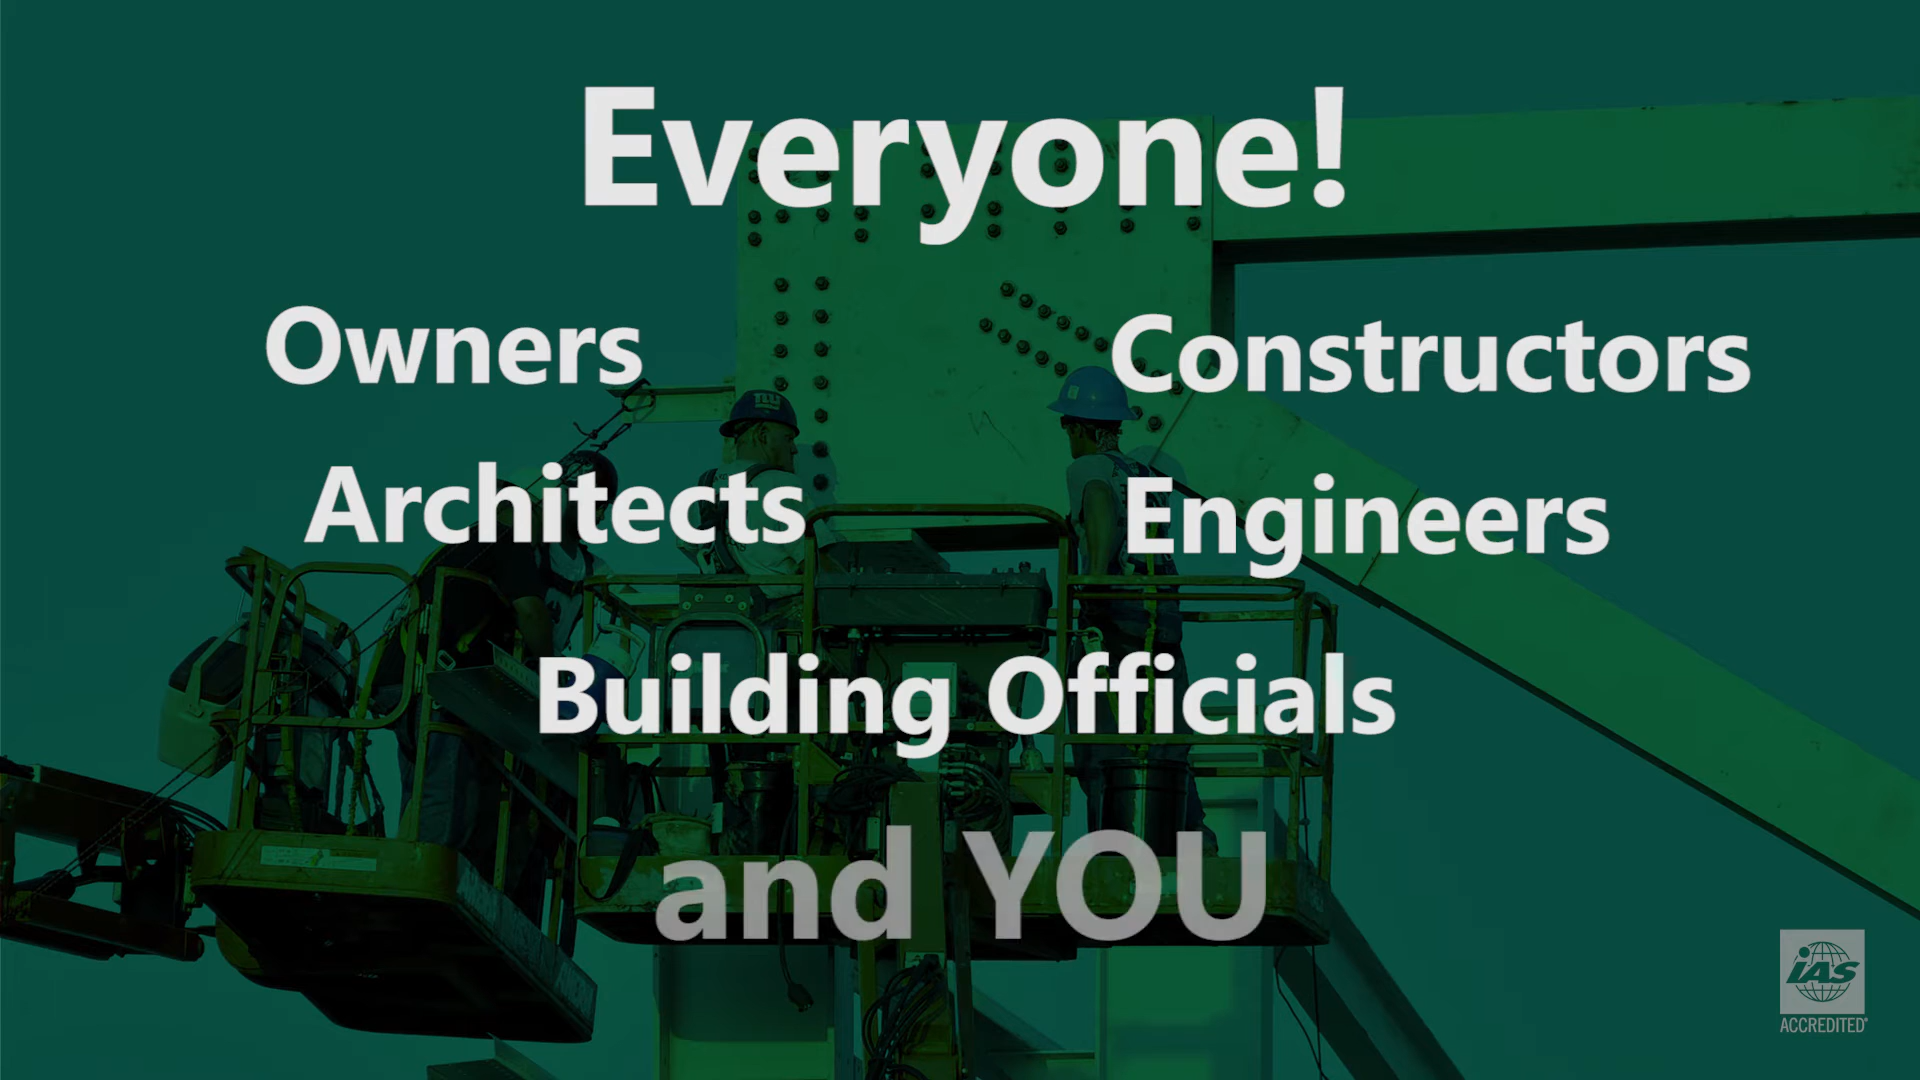 Everyone!
Owners
Constructors
Architects
Engineers
Building Officials
and YOU
IAS
ACCREDITED®